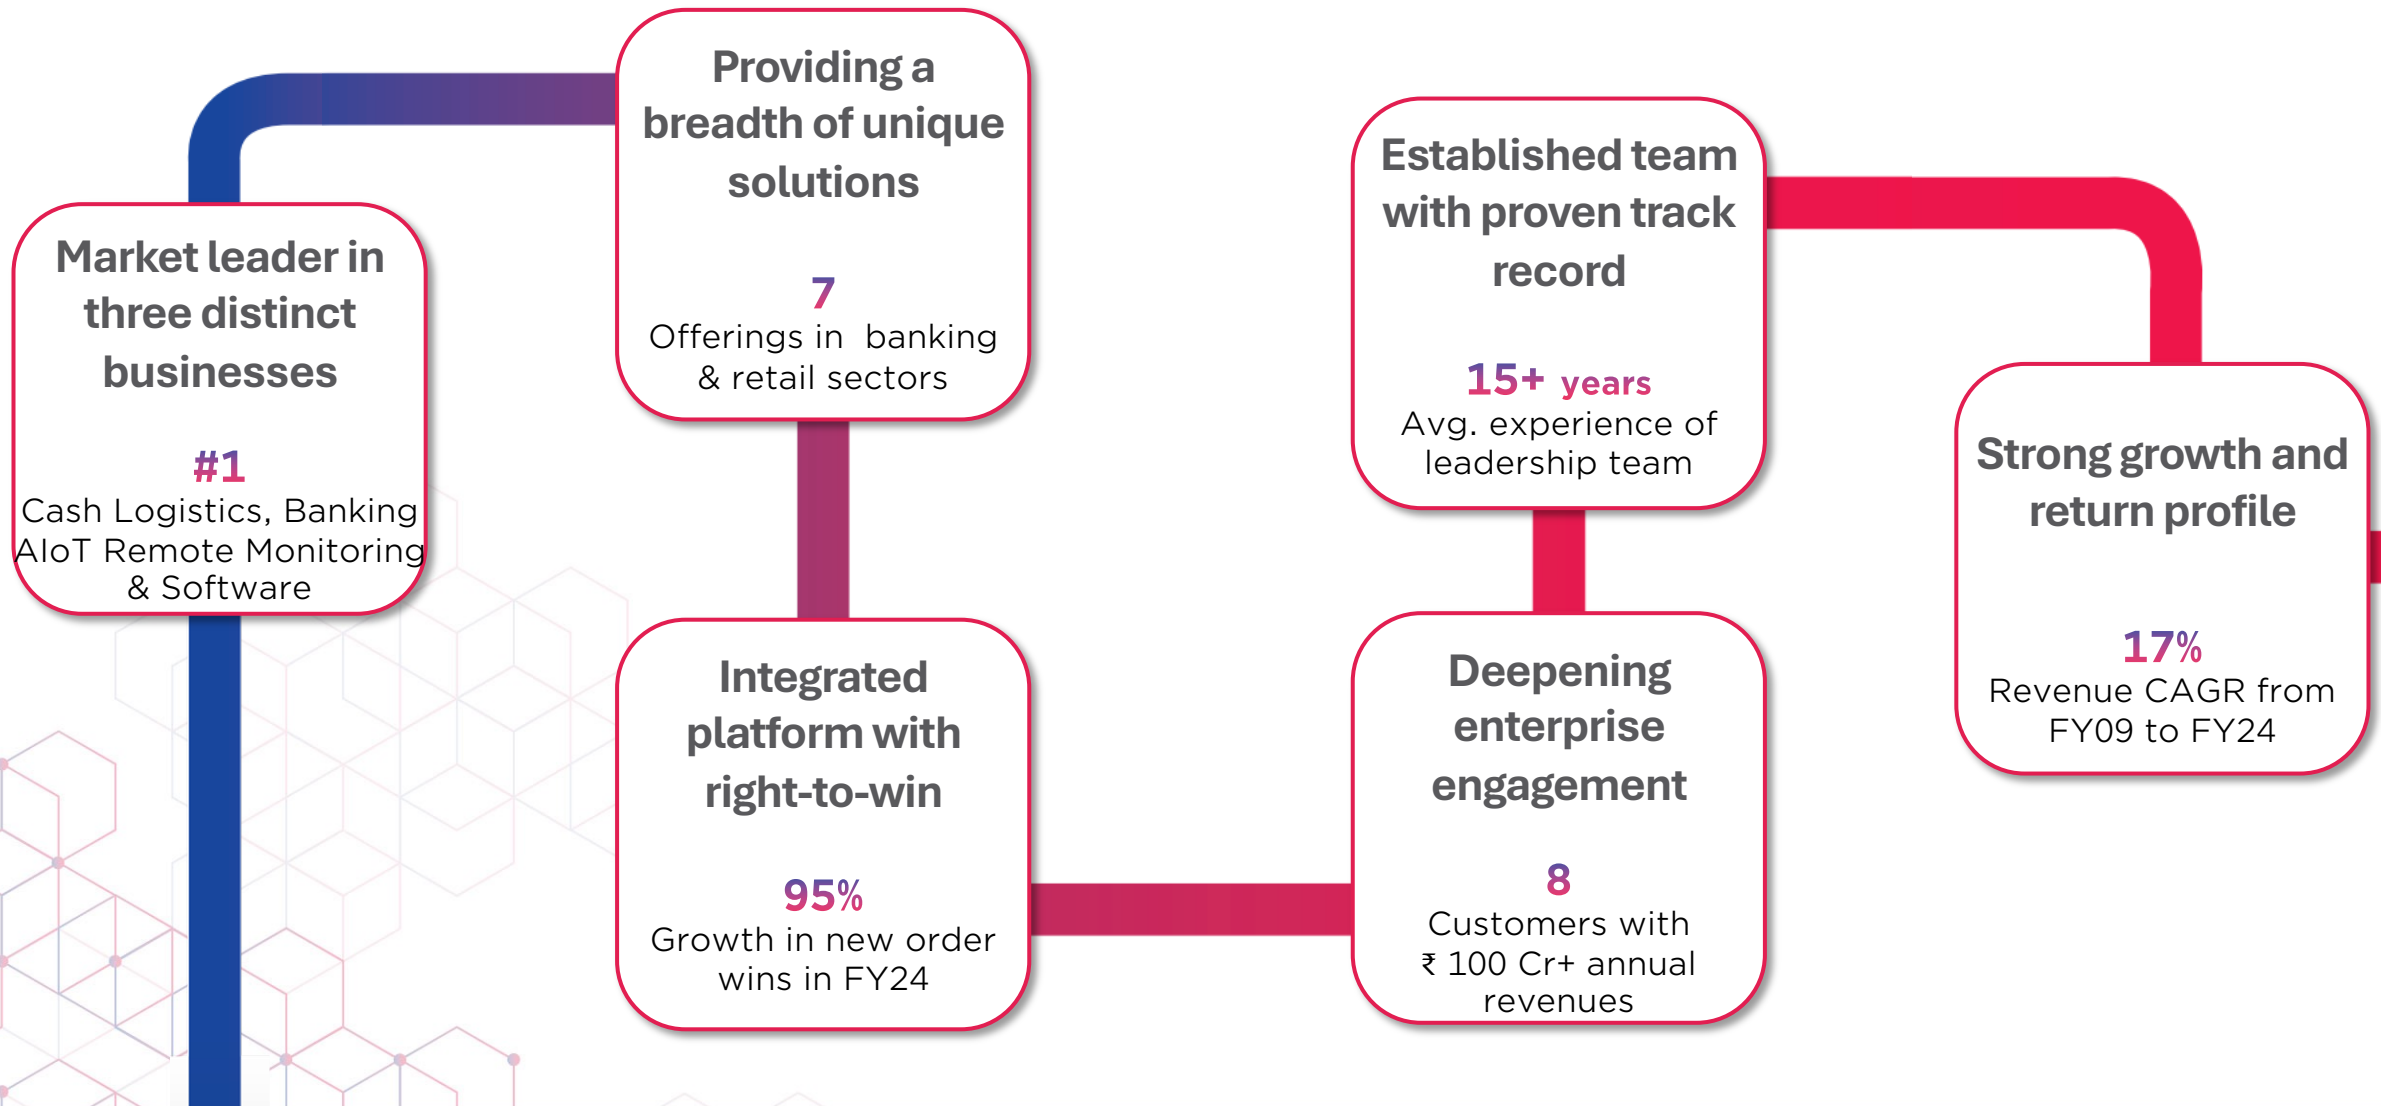 Market leader in
three distinct
businesses
#1
Cash Logistics, Banking
AIoT Remote Monitoring
& Software
Providing a
breadth of unique
solutions
7
Offerings in  banking
& retail sectors
Integrated
platform with
right-to-win
95%
Growth in new order
wins in FY24
Deepening
enterprise
engagement
8
Customers with
₹ 100 Cr+ annual
revenues
Established team
with proven track
record
15+ years
Avg. experience of
leadership team
Strong growth and
return profile
17%
Revenue CAGR from
FY09 to FY24